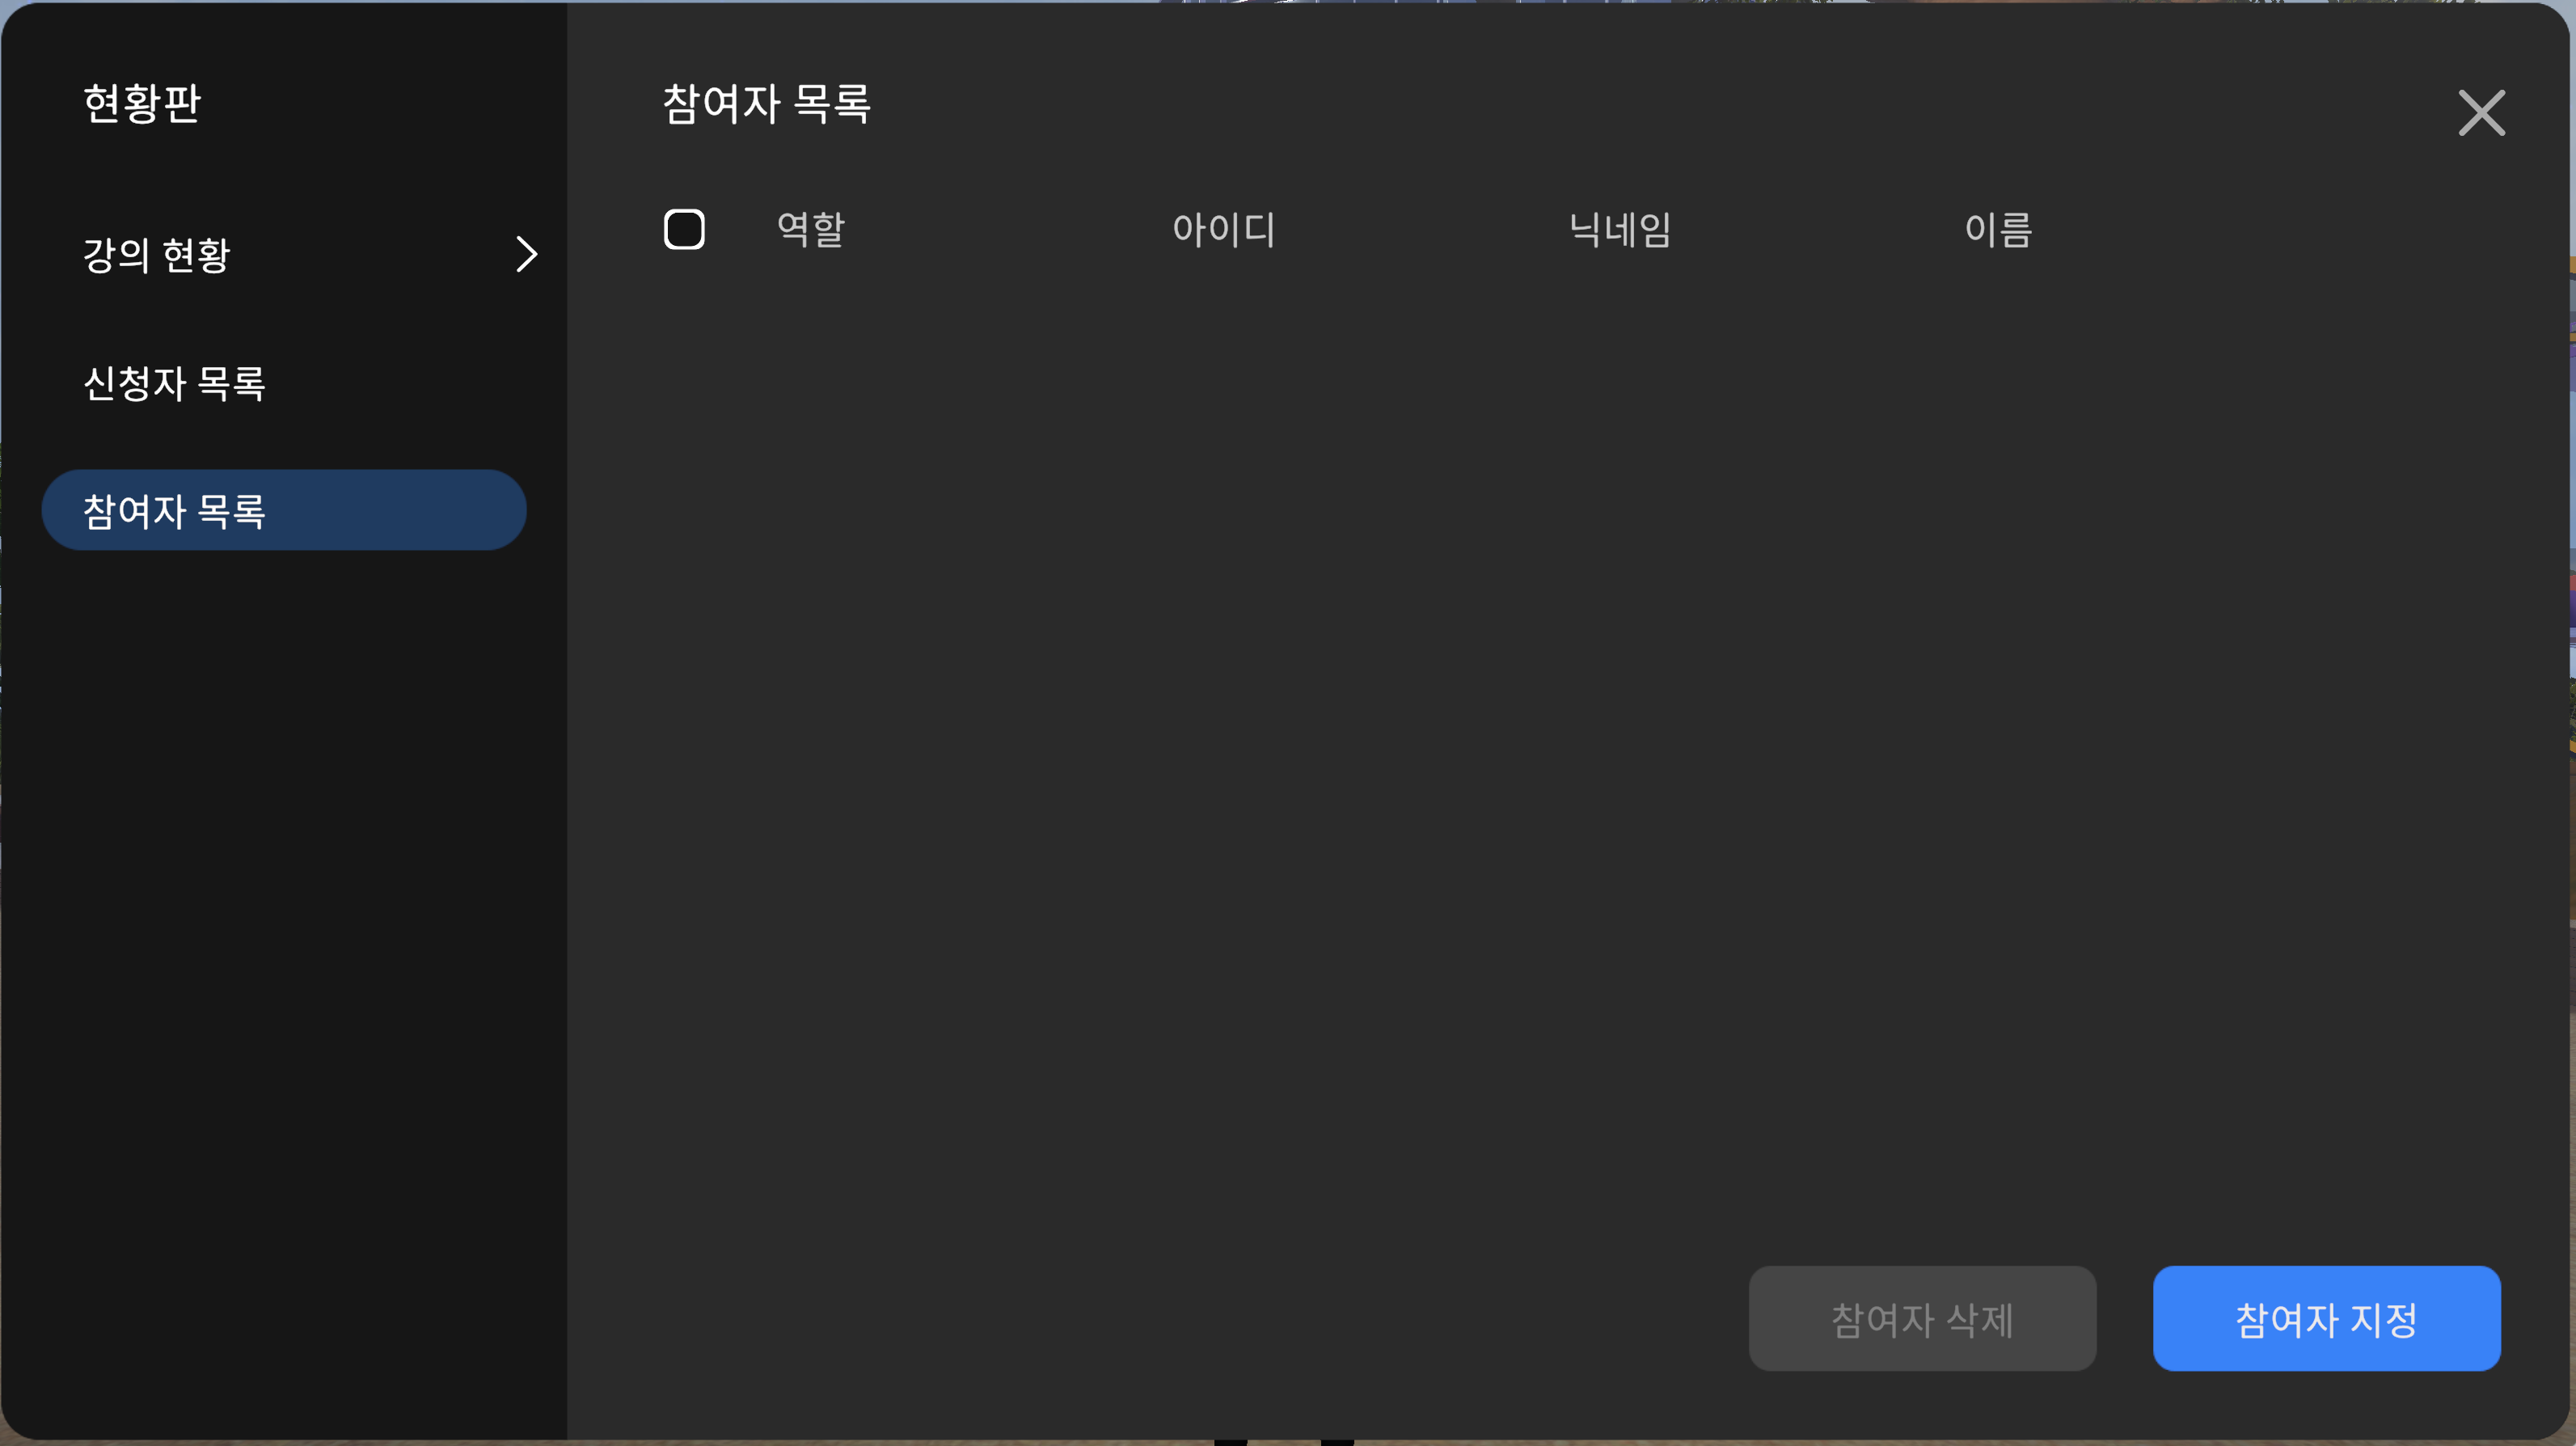 현황판
강의 현황
신청자 목록
참여자 목록
참여자 목록
역할 아이디 닉네임 이름
참여자 삭제 참여자 지정